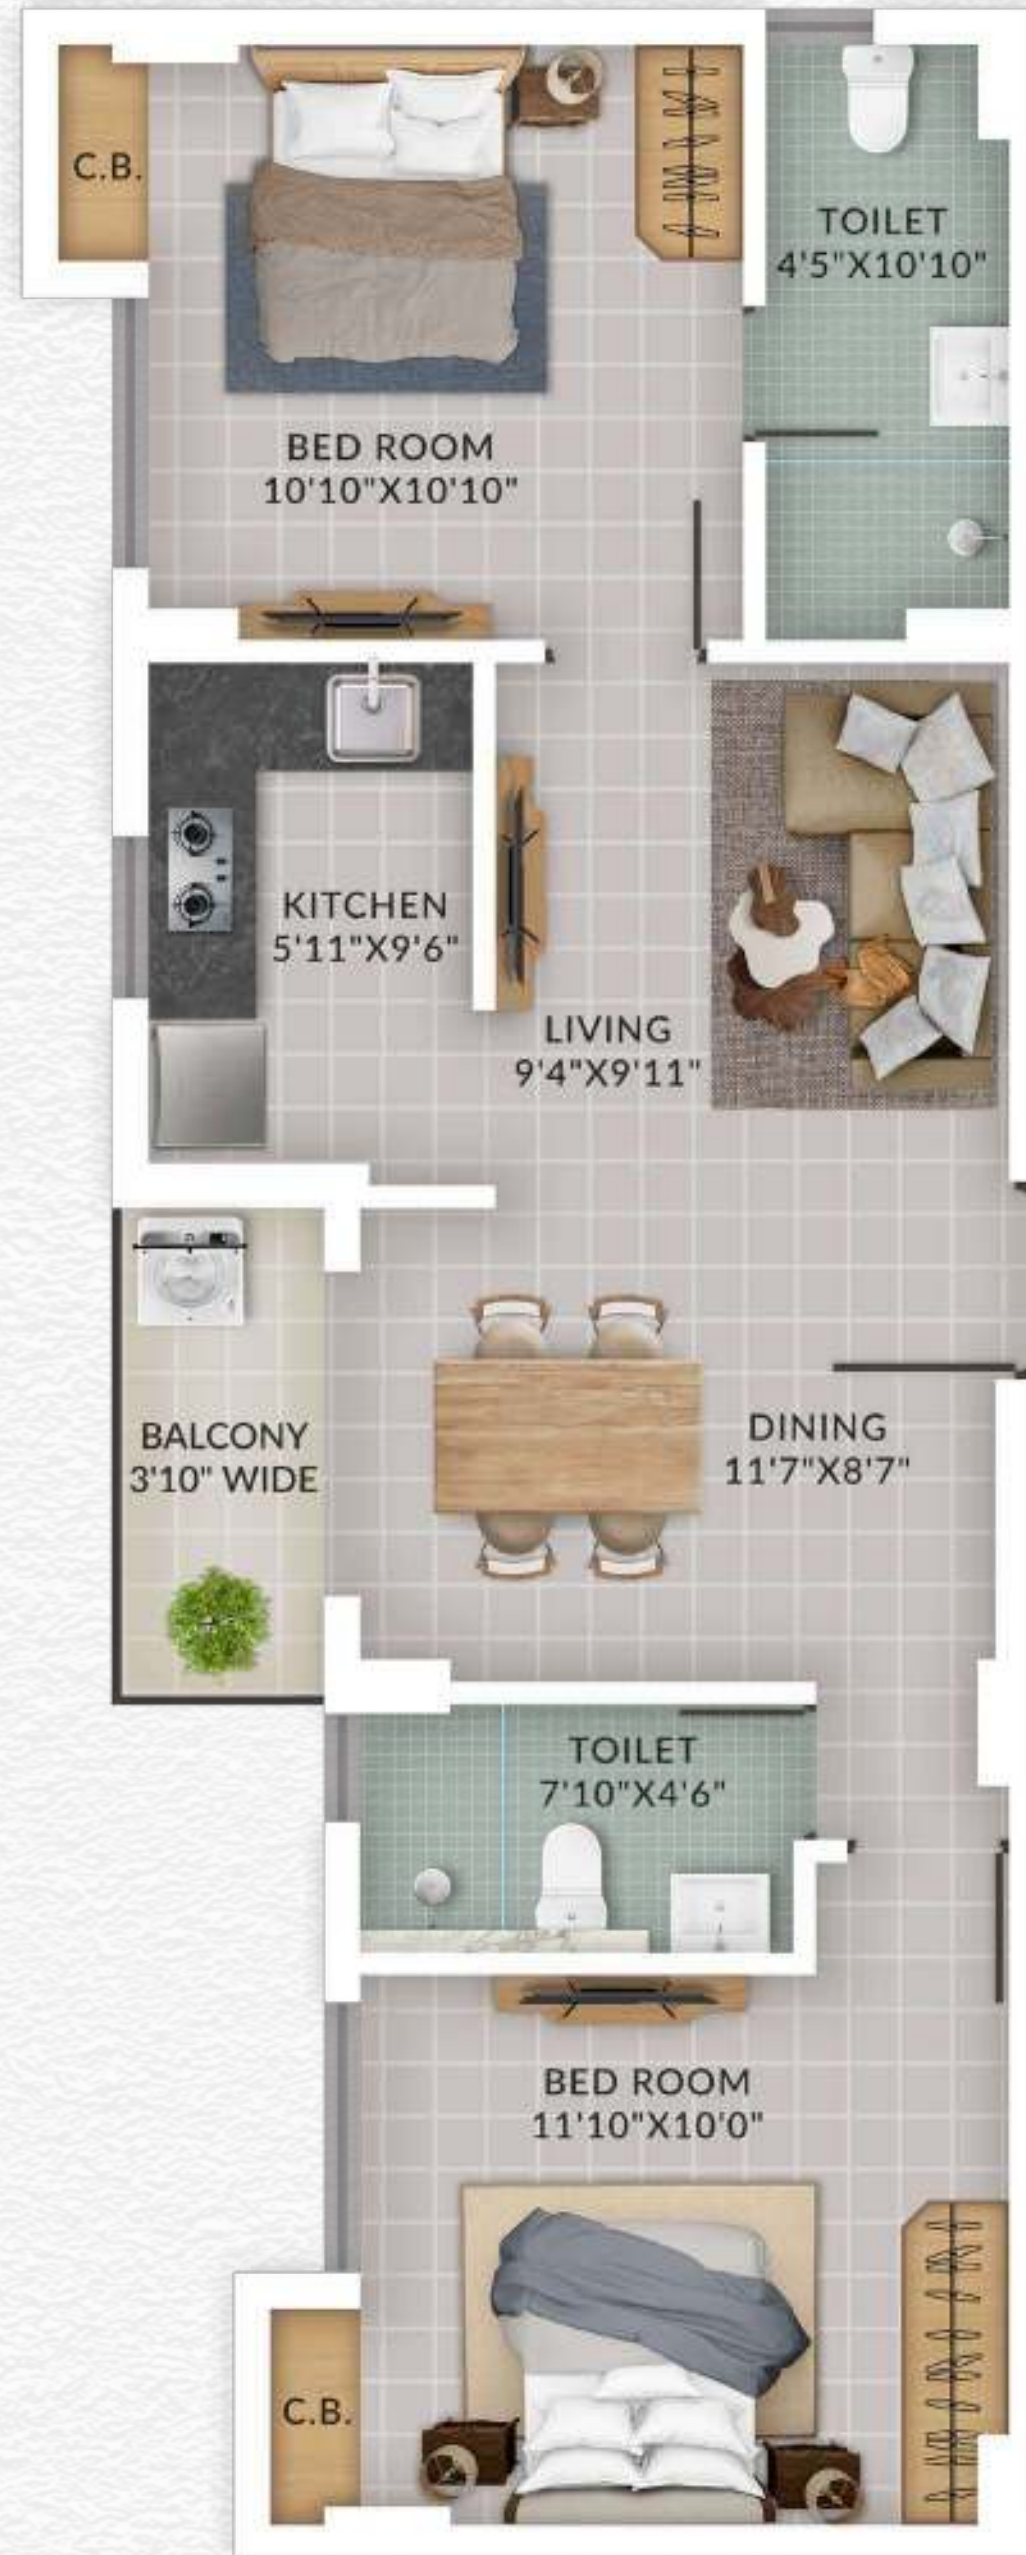 C.B.
TOILET
4'5"X10'10"
BED ROOM
10'10"X10'10"
KITCHEN
5'11"X9'6"
LIVING
9'4"X9'11"
BALCONY
3'10" WIDE
DINING
11'7"X8'7"
TOILET
7'10"X4'6"
BED ROOM
11'10"X10'0"
C.B.